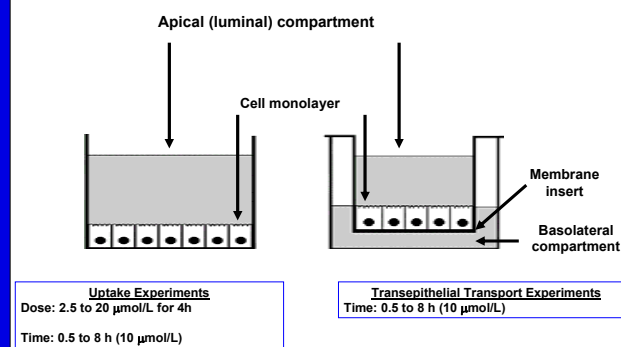 Apical (luminal) compartment
Cell monolayer
Membrane
insert
Basolateral
compartment
Uptake Experiments
Dose: 2.5 to 20 μmol/L for 4h
Time: 0.5 to 8 h (10 μmol/L)
Transepithelial Transport Experiments
Time: 0.5 to 8 h (10 μmol/L)